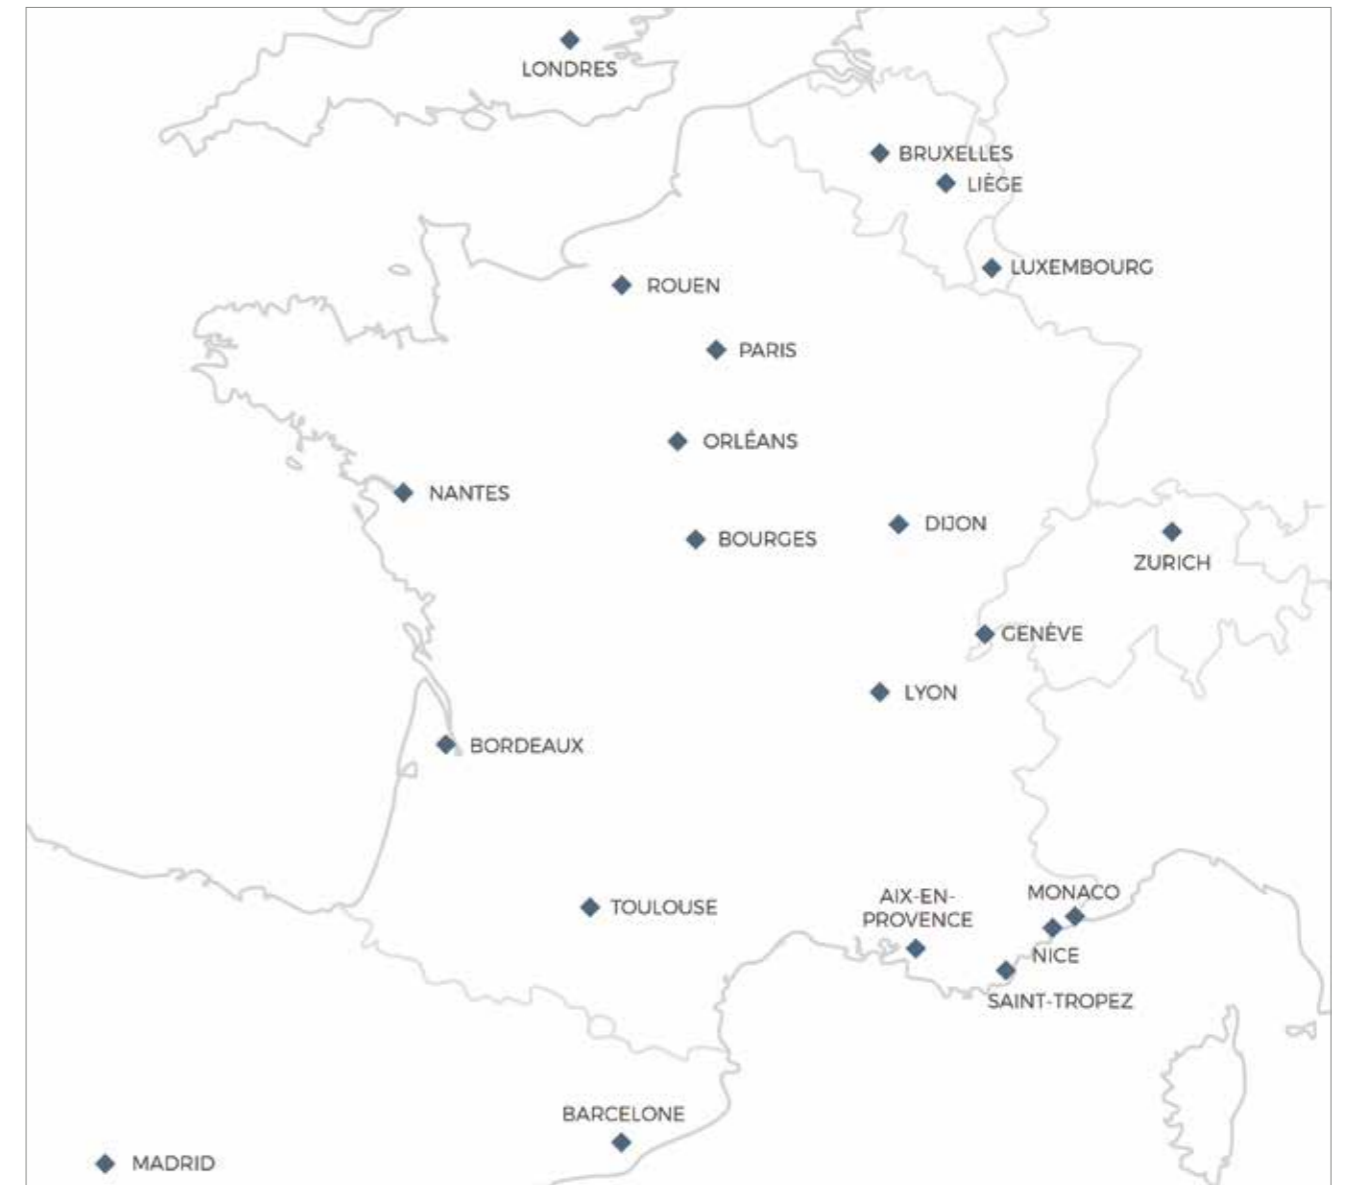 LONDRES
BRUXELLES
LIÈGE
LUXEMBOURG
ROUEN
PARIS
ORLÉANS
NANTES
DIJON
BOURGES
ZURICH
GENÈVE
LYON
BORDEAUX
TOULOUSE
AIX-EN-
PROVENCE
MONACO
NICE
SAINT-TROPEZ
BARCELONE
MADRID